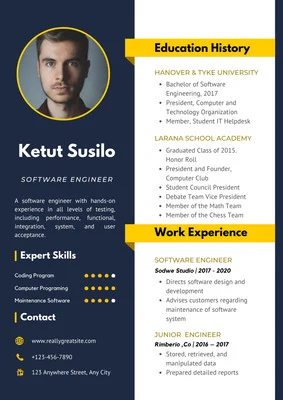 Ketut Susilo
SOFTWARE ENGINEER
A software engineer with hands-on
experience in all levels of testing,
including performance, functional,
integration, system, and user
acceptance.
Expert Skills
Coding Program
Computer Programing
Maintenance Software
Contact
www.reallygreatsite.com
+123-456-7890
123 Anywhere Street, Any City
Education History
HANOVER & TYKE UNIVERSITY
• Bachelor of Software
Engineering, 2017
• President, Computer and
Technology Organization
• Member, Student IT Helpdesk
LARANA SCHOOL ACADEMY
• Graduated Class of 2015.
Honor Roll
• President and Founder,
Computer Club
• Student Council President
• Debate Team Vice President
• Member of the Math Team
• Member of the Chess Team
Work Experience
SOFTWARE ENGINEER
Sodwe Studio | 2017 - 2020
• Directs software design and
development
• Advises customers regarding
maintenance of software
system
JUNIOR ENGINEER
Rimberio ,Co | 2016 – 2017
• Stored, retrieved, and
manipulated data
• Prepared detailed reports